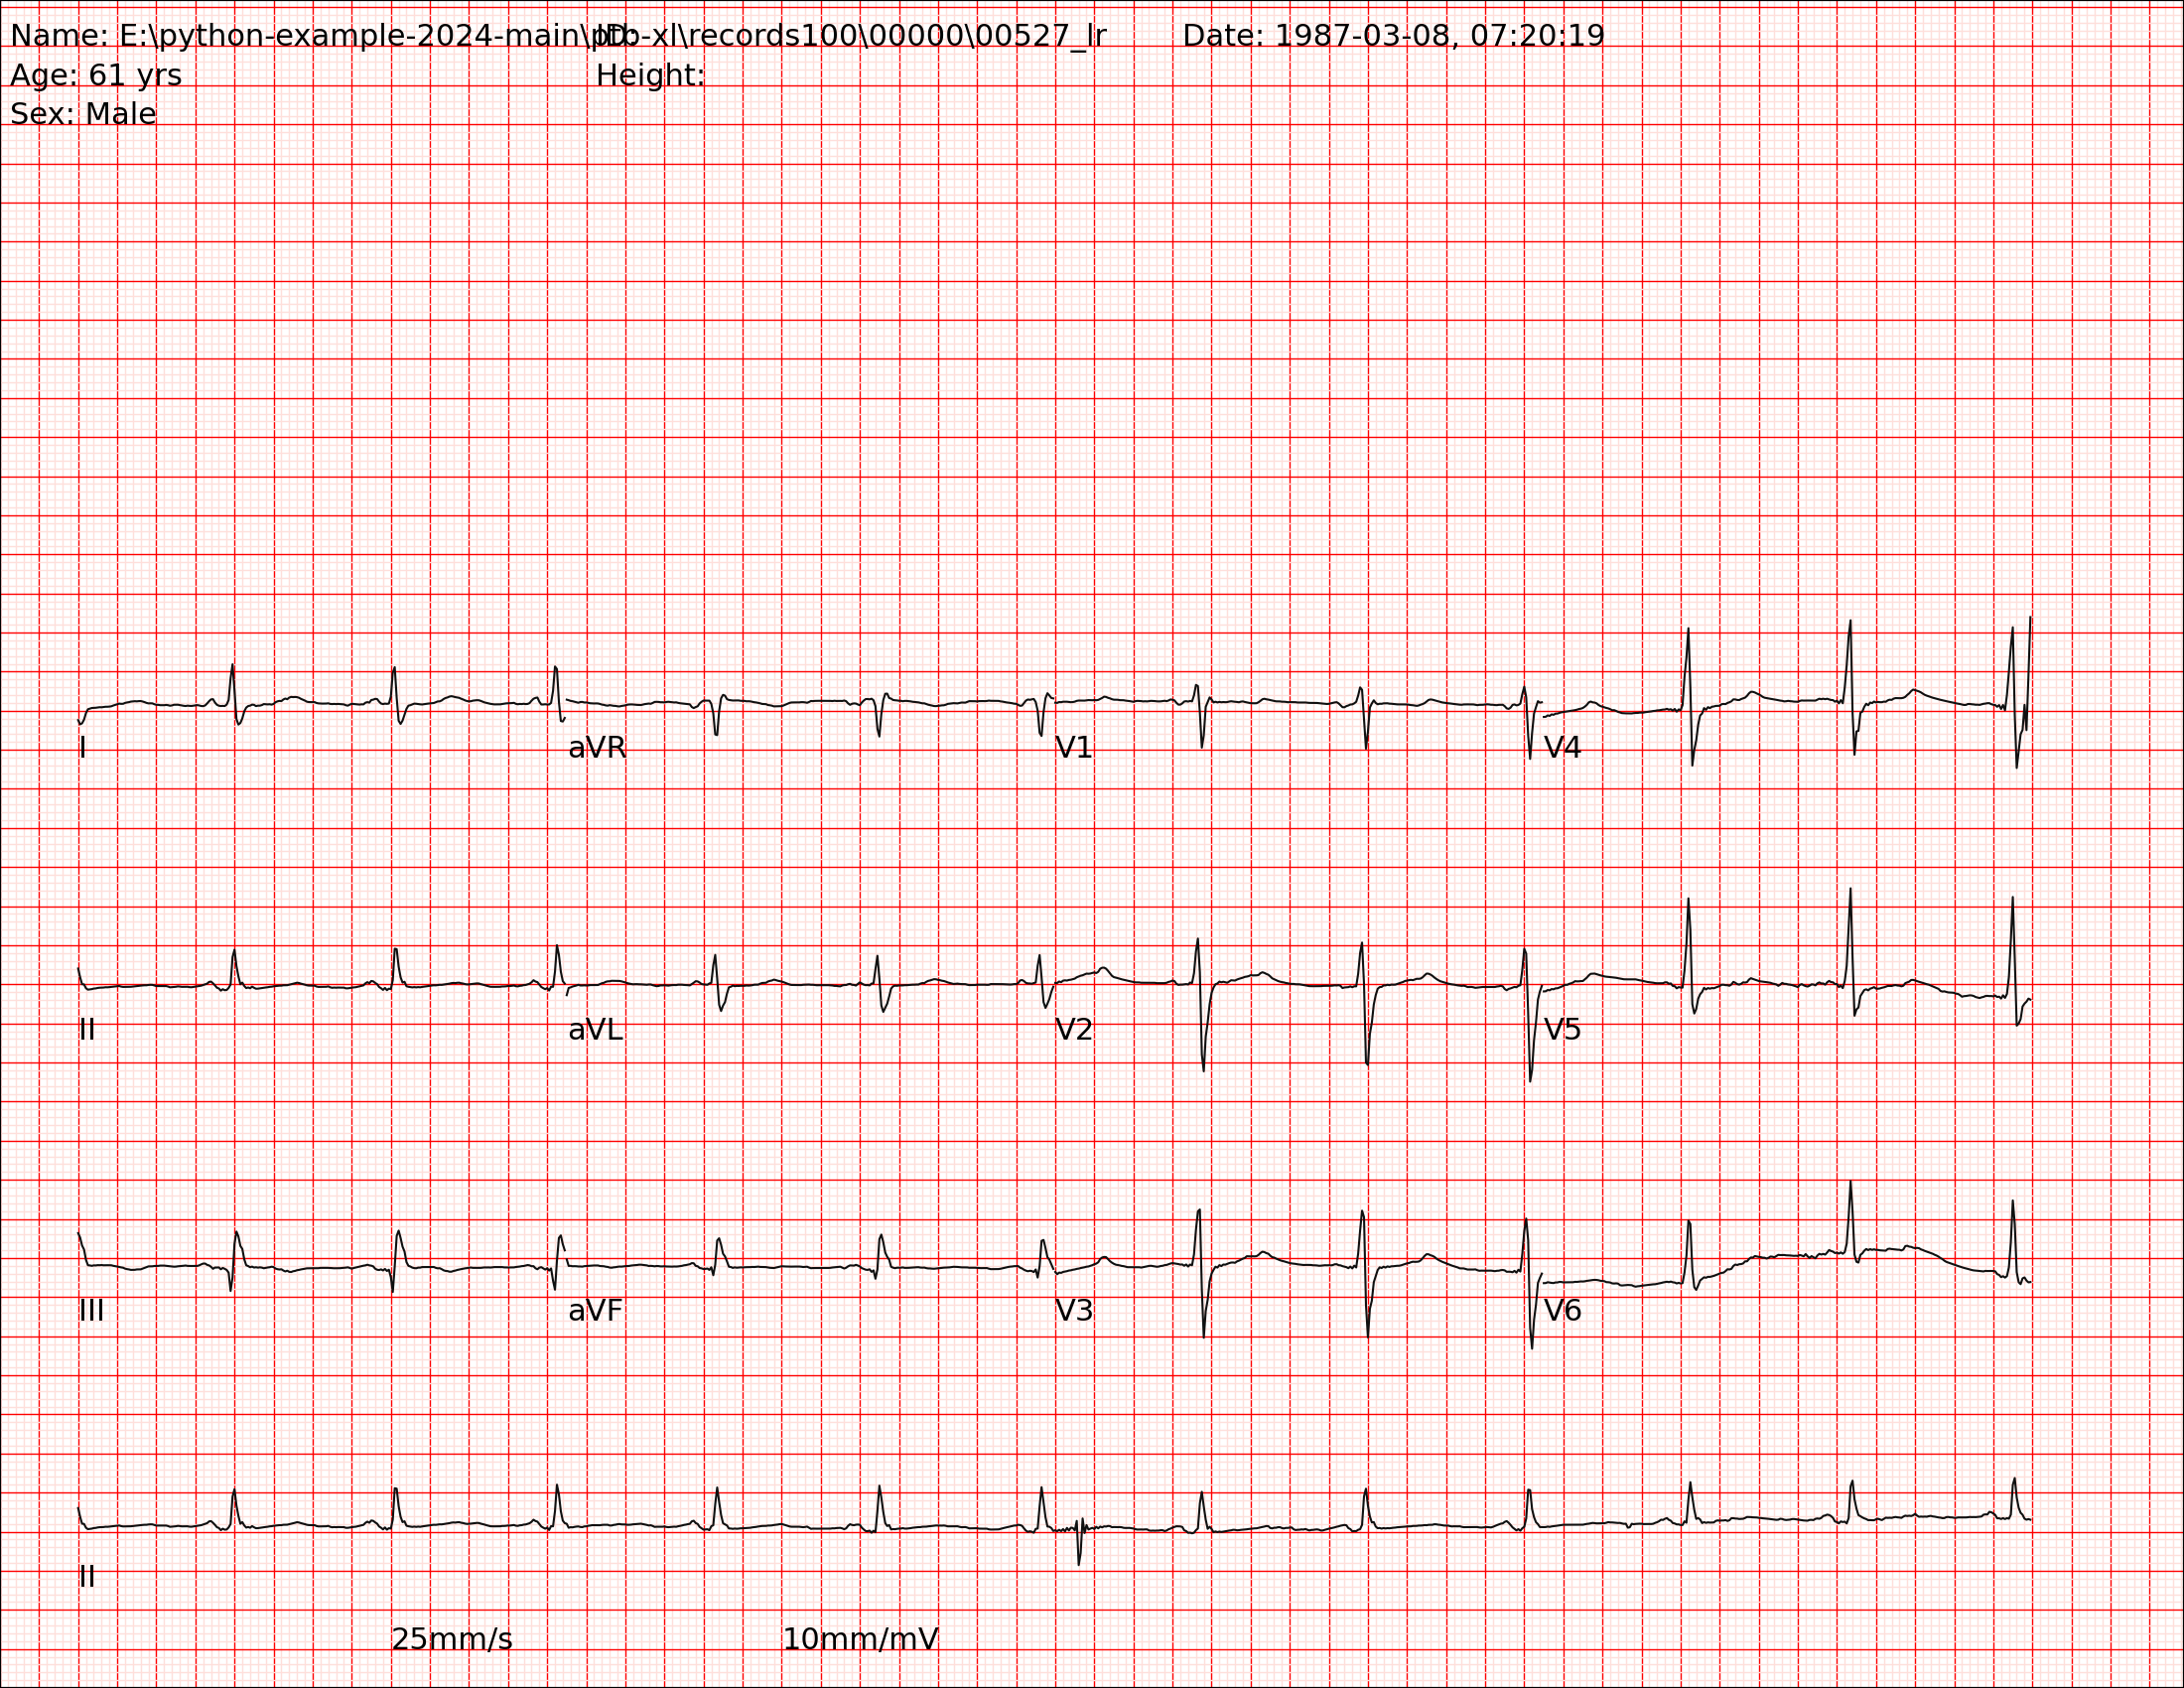 Name: E:\python-example-2024-main\ptb-xl\records100\00000\00527_lr ID: Date: 1987-03-08, 07:20:19
Age: 61 yrs Height:
Sex: Male
I aVR V1 V4
II aVL V2 V5
III aVF V3 V6
II
25mm/s 10mm/mV